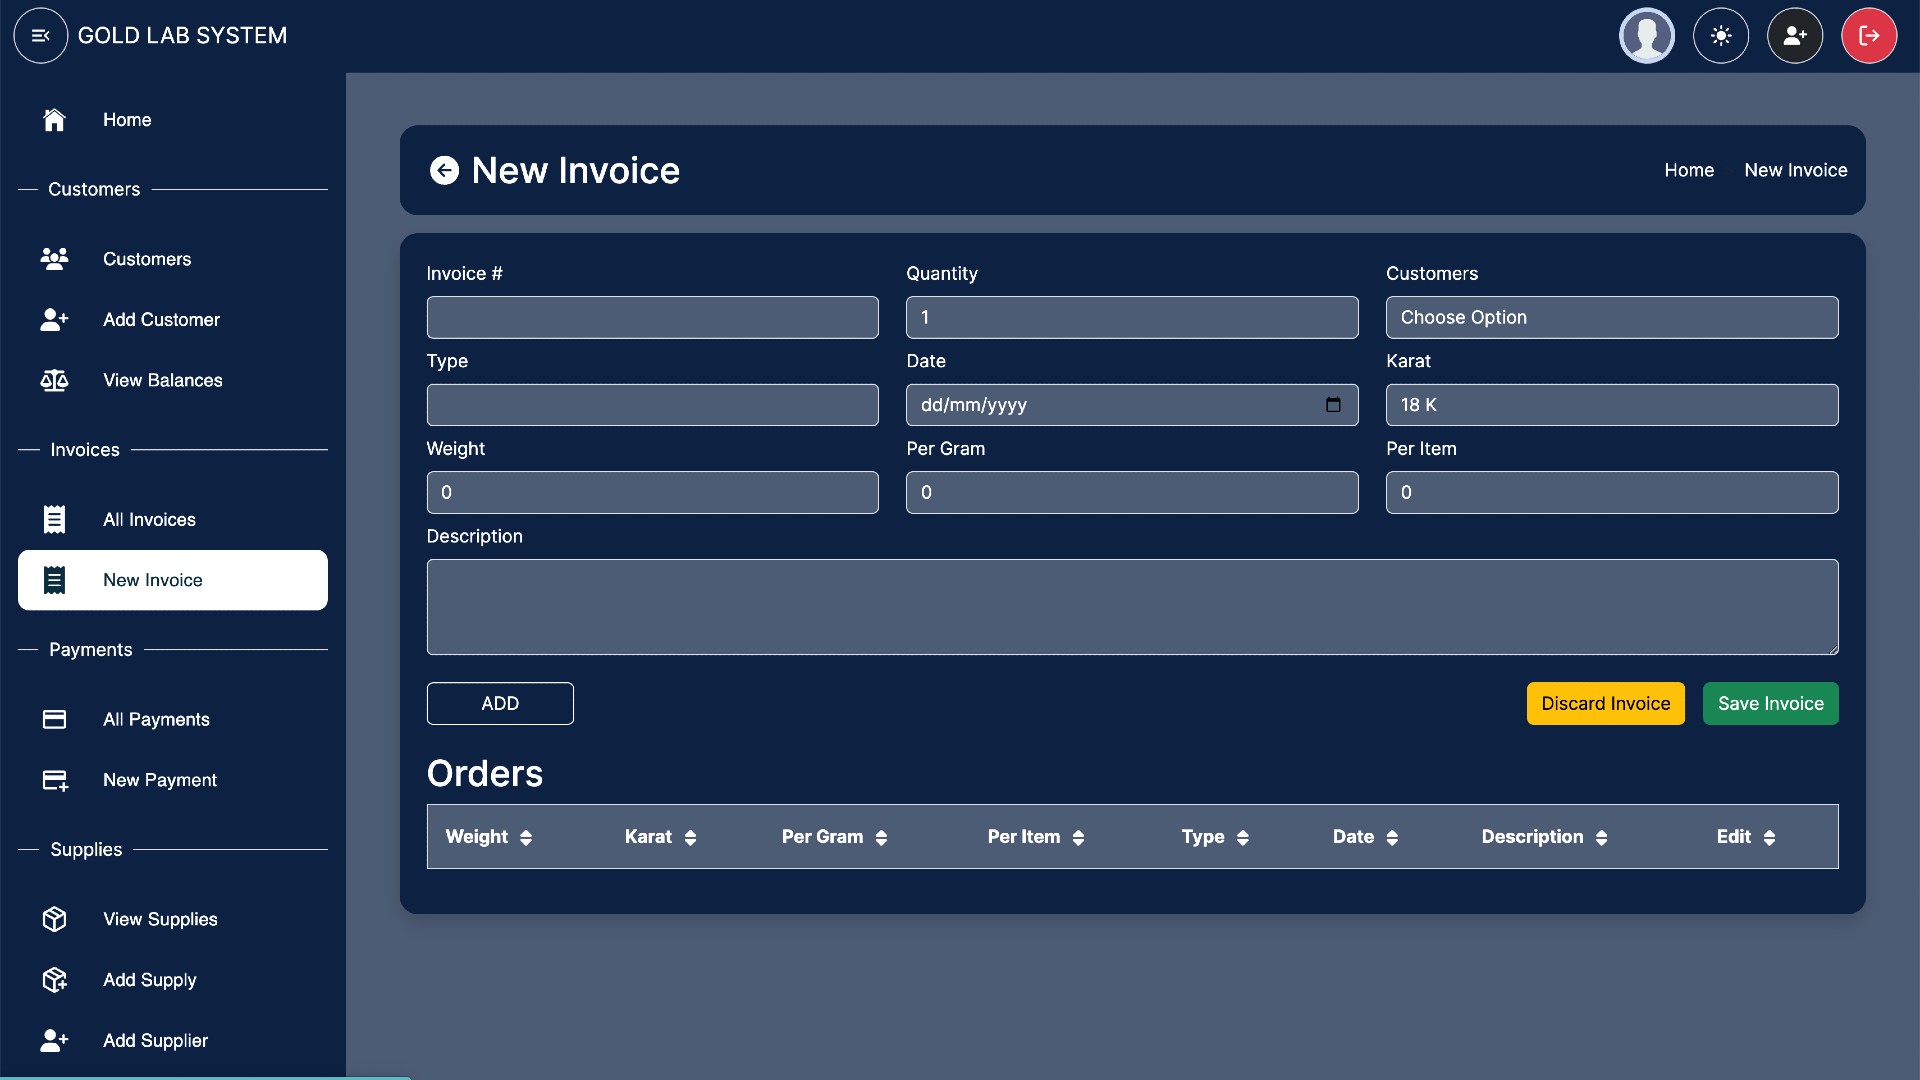 GOLD LAB SYSTEM
Home
Customers
Customers
Add Customer
View Balances
Invoices
All Invoices
New Invoice
Payments
All Payments
New Payment
Supplies
View Supplies
Add Supply
Add Supplier
New Invoice
Home New Invoice
Invoice # Quantity Customers
1 Choose Option
Type Date Karat
dd/mm/yyyy 18 K
Weight Per Gram Per Item
0 0 0
Description
ADD Discard Invoice Save Invoice
Orders
Weight Karat Per Gram Per Item Type Date Description Edit